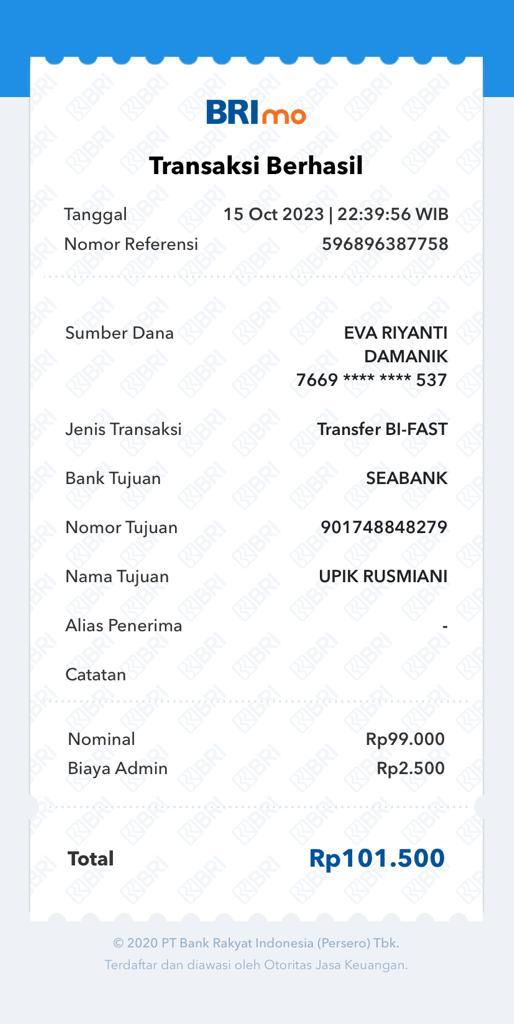 BRImo
Transaksi Berhasil
Tanggal 15 Oct 2023 | 22:39:56 WIB
Nomor Referensi 596896387758
Sumber Dana EVA RIYANTI
DAMANIK
7669 **** **** 537
Jenis Transaksi Transfer BI-FAST
Bank Tujuan SEABANK
Nomor Tujuan 901748848279
Nama Tujuan UPIK RUSMIANI
Alias Penerima -
Catatan
Nominal Rp99.000
Biaya Admin Rp2.500
Total Rp101.500
© 2020 PT Bank Rakyat Indonesia (Persero) Tbk.
Terdaftar dan diawasi oleh Otoritas Jasa Keuangan.